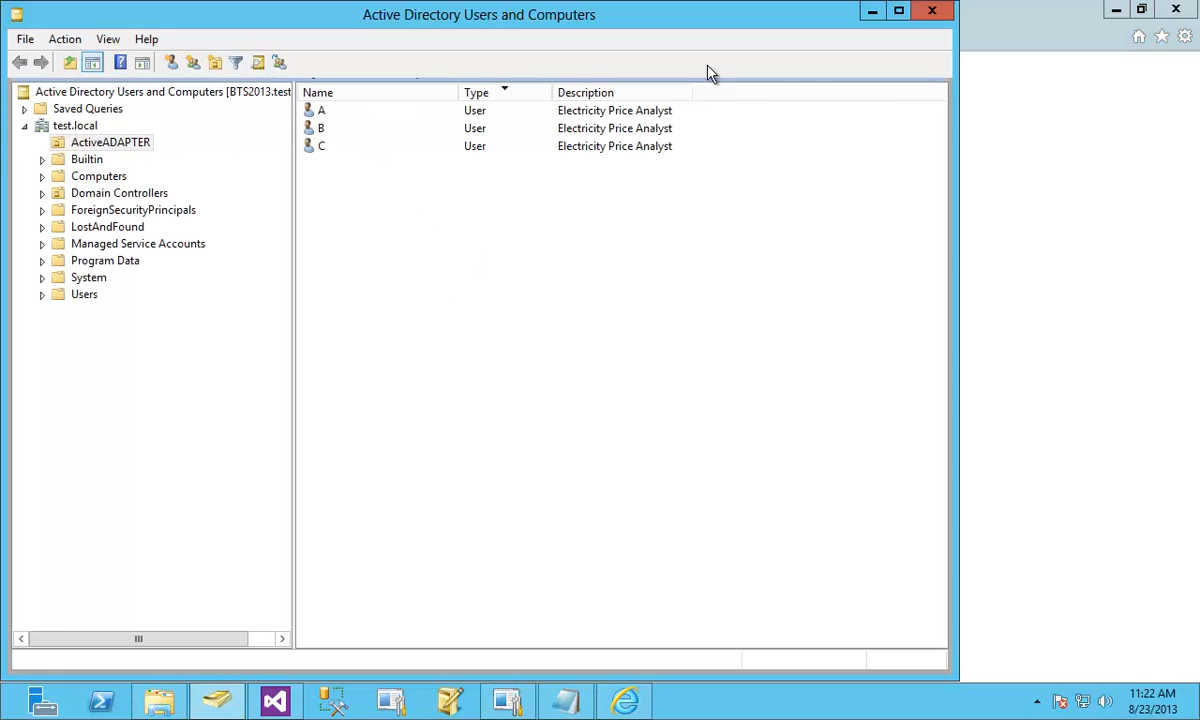 Active Directory Users and Computers
File Action View Help
Active Directory Users and Computers [BTS2013.test
Saved Queries
test.local
ActiveADAPTER
Builtin
Computers
Domain Controllers
ForeignSecurityPrincipals
LostAndFound
Managed Service Accounts
Program Data
System
Users
Name Type Description
A User Electricity Price Analyst
B User Electricity Price Analyst
C User Electricity Price Analyst
11:22 AM
8/23/2013